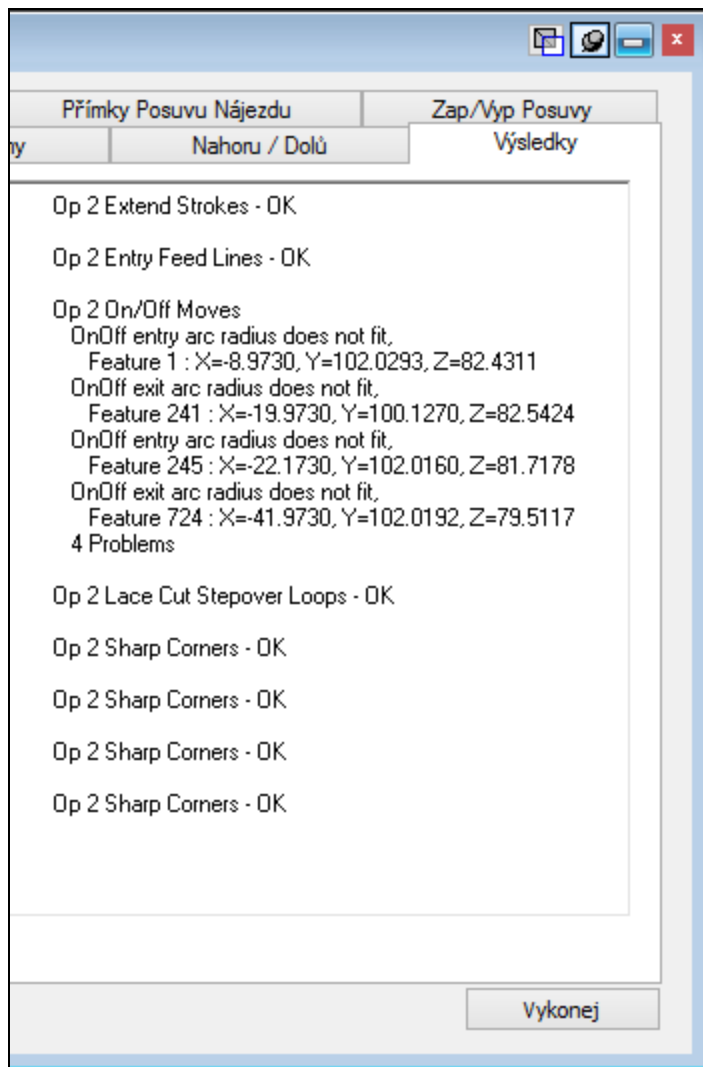 Přímky Posuvu Nájezdu
Zap/Vyp Posuvy
ny
Nahoru / Dolů
Výsledky
Op 2 Extend Strokes - OK
Op 2 Entry Feed Lines - OK
Op 2 On/Off Moves
OnOff entry arc radius does not fit,
Feature 1 : X=-8.9730, Y=102.0293, Z=82.4311
OnOff exit arc radius does not fit,
Feature 241 : X=-19.9730, Y=100.1270, Z=82.5424
OnOff entry arc radius does not fit,
Feature 245 : X=-22.1730, Y=102.0160, Z=81.7178
OnOff exit arc radius does not fit,
Feature 724 : X=-41.9730, Y=102.0192, Z=79.5117
4 Problems
Op 2 Lace Cut Stepover Loops - OK
Op 2 Sharp Corners - OK
Op 2 Sharp Corners - OK
Op 2 Sharp Corners - OK
Op 2 Sharp Corners - OK
Vykonej